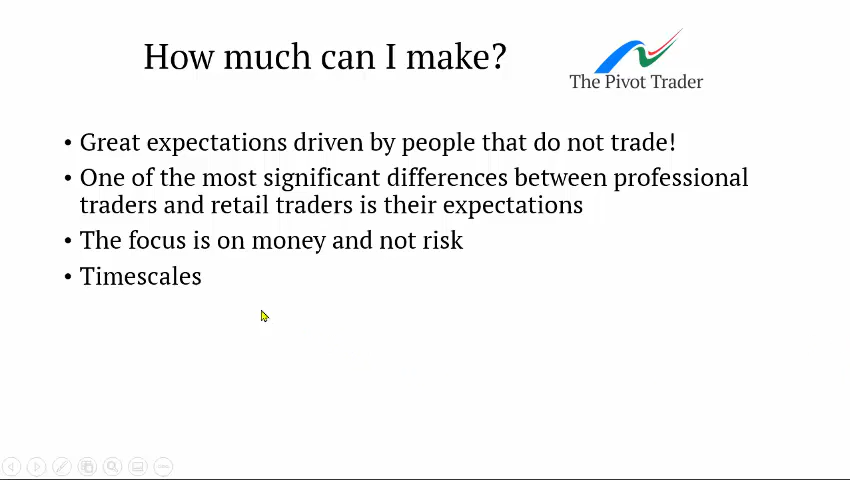 How much can I make?
The Pivot Trader
• Great expectations driven by people that do not trade!
• One of the most significant differences between professional
traders and retail traders is their expectations
• The focus is on money and not risk
• Timescales